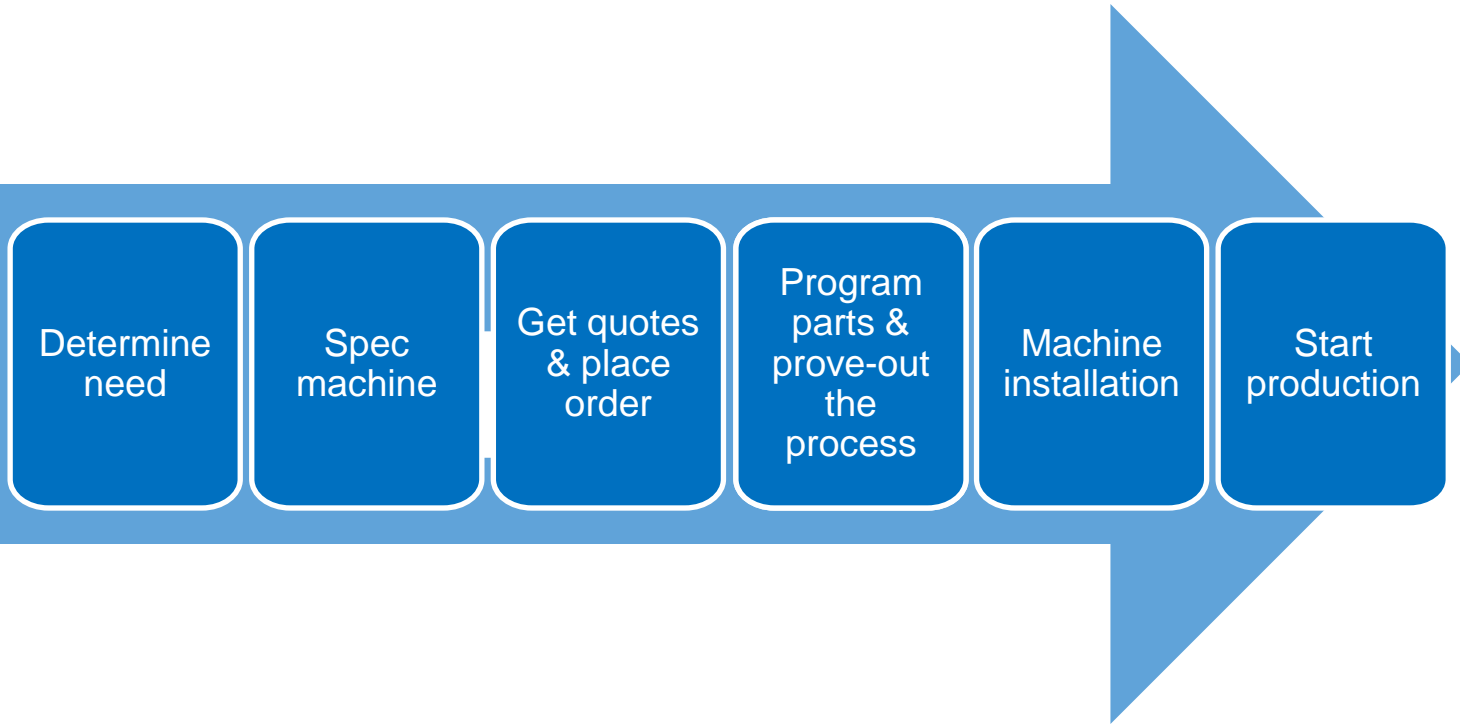 Determine
need
Spec
machine
Get quotes
& place
order
Program
parts &
prove-out
the
process
Machine
installation
Start
production